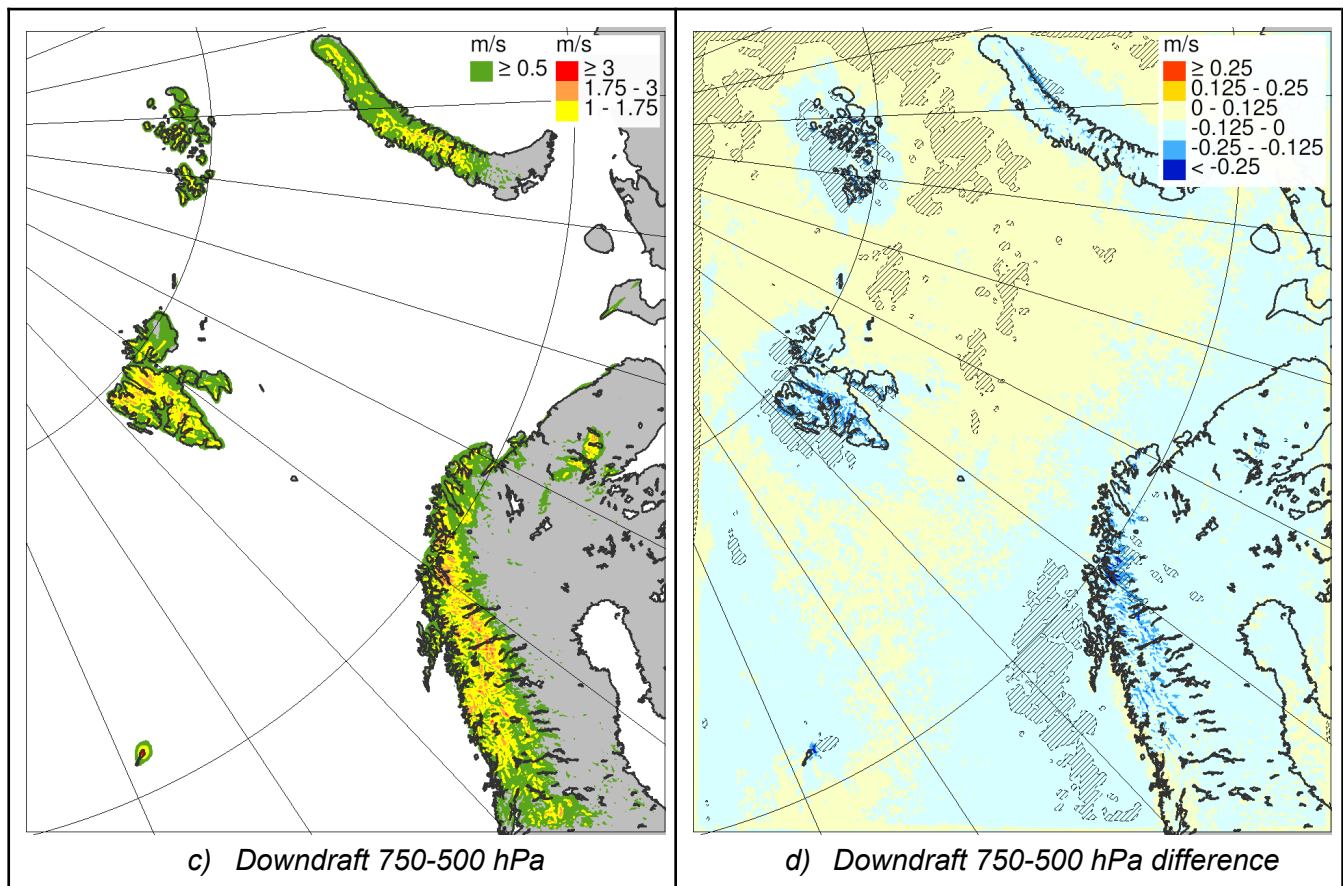 m/s m/s
≥ 0.5 ≥ 3
1.75 - 3
1 - 1.75
m/s
≥ 0.25
0.125 - 0.25
0 - 0.125
-0.125 - 0
-0.25 - -0.125
< -0.25
c) Downdraft 750-500 hPa
d) Downdraft 750-500 hPa difference